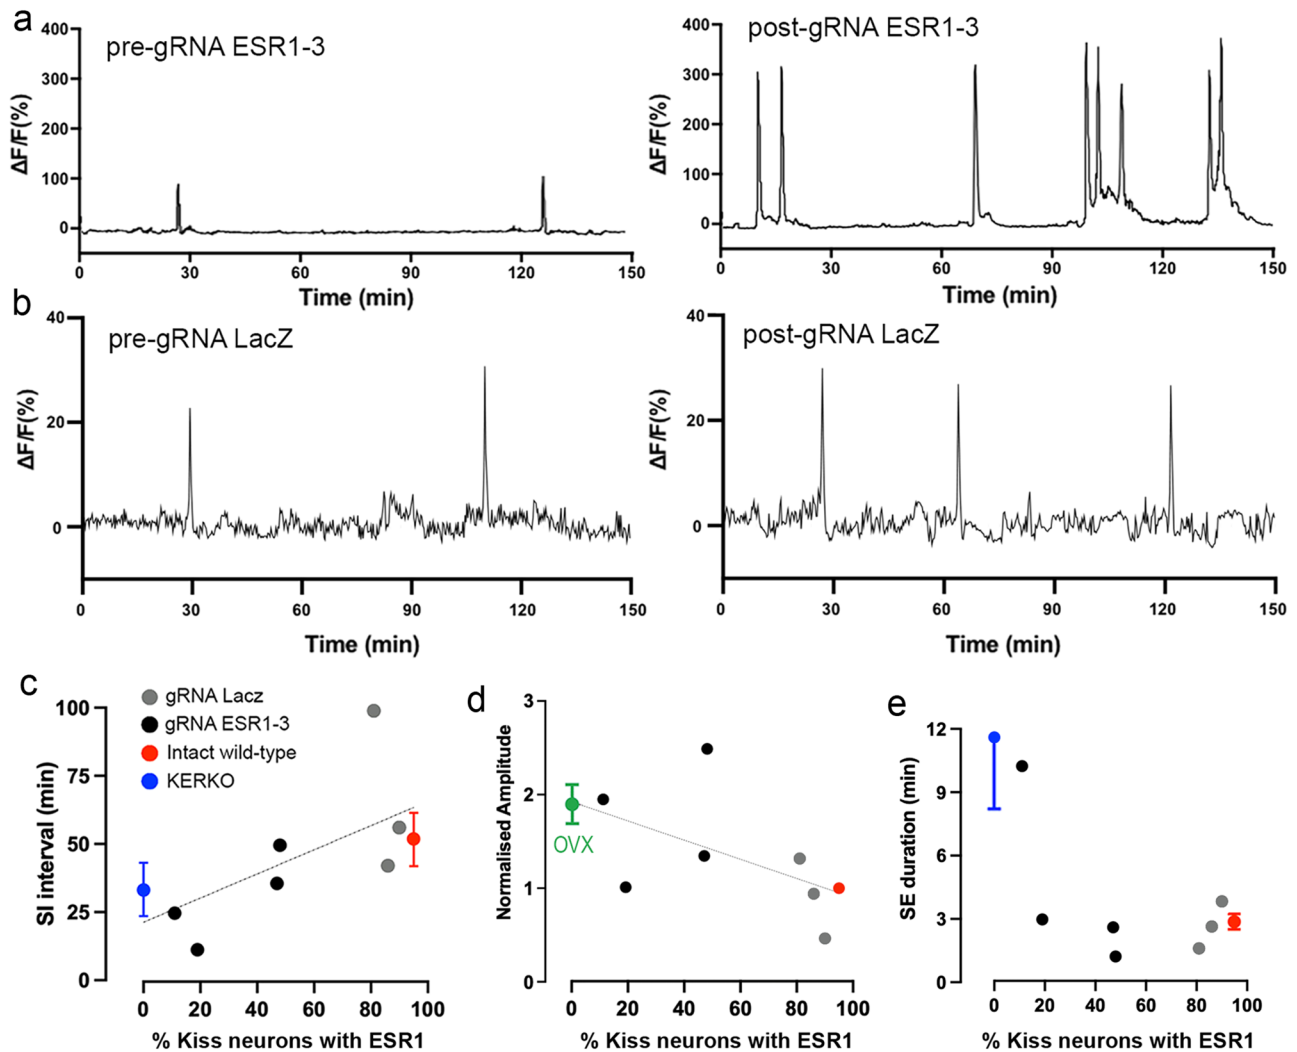 a
pre-gRNA ESR1-3
400
300
200
100
0
ΔF/F(%)
0 30 60 90 120 150
Time (min)
post-gRNA ESR1-3
400
300
200
100
0
ΔF/F(%)
0 30 60 90 120 150
Time (min)
b
pre-gRNA LacZ
40
20
0
ΔF/F(%)
0 30 60 90 120 150
Time (min)
post-gRNA LacZ
40
20
0
ΔF/F(%)
0 30 60 90 120 150
Time (min)
c
gRNA Lacz
gRNA ESR1-3
Intact wild-type
KERKO
100
75
50
25
0
SI interval (min)
0 20 40 60 80 100
% Kiss neurons with ESR1
d
3
2
1
0
Normalised Amplitude
OVX
0 20 40 60 80 100
% Kiss neurons with ESR1
e
12
9
6
3
0
SE duration (min)
0 20 40 60 80 100
% Kiss neurons with ESR1